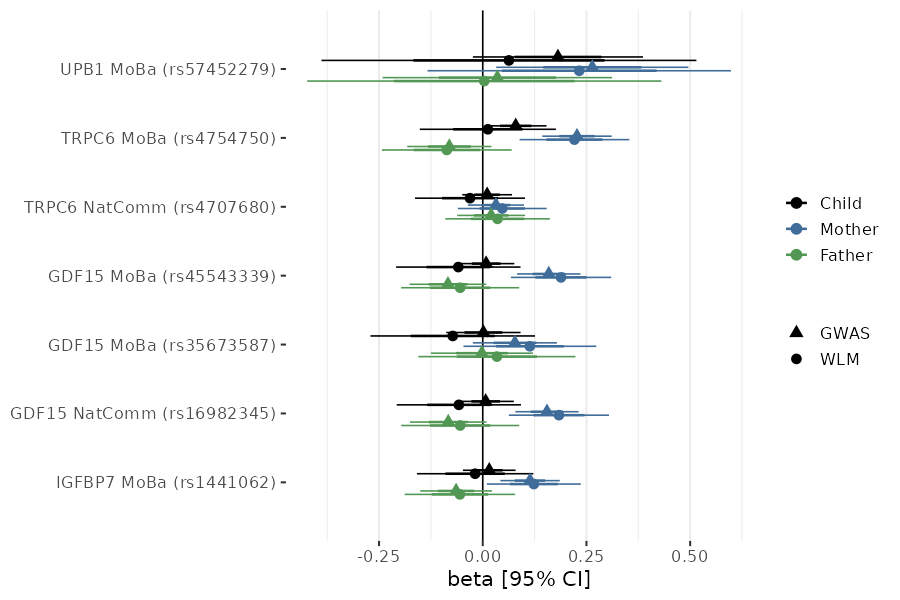 UPB1 MoBa (rs57452279)
TRPC6 MoBa (rs4754750)
TRPC6 NatComm (rs4707680)
GDF15 MoBa (rs45543339)
GDF15 MoBa (rs35673587)
GDF15 NatComm (rs16982345)
IGFBP7 MoBa (rs1441062)
-0.25 0.00 0.25 0.50
beta [95% CI]
Child
Mother
Father
GWAS
WLM